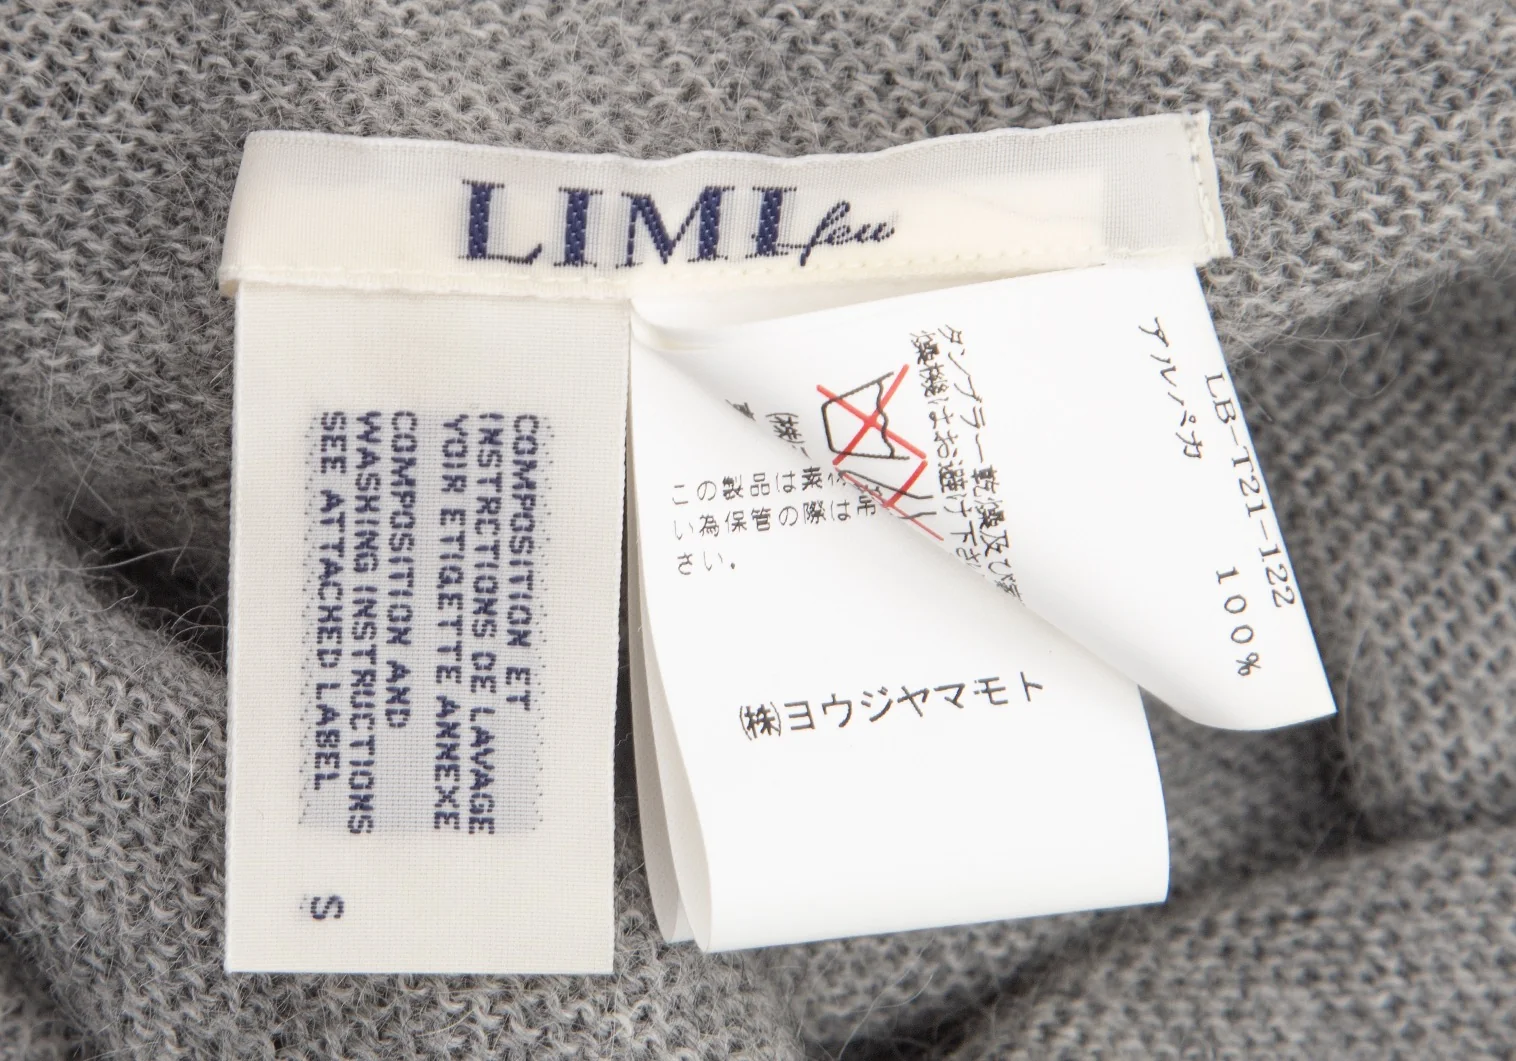 LIMI feu
COMPOSITION ET
INSTRCTIONS DE LAVAGE
VOIR ETIQETTE ANNEXE
COMPOSITION AND
WASHING INSTRUCTIONS
SEE ATTACHED LABEL
S
LB-T21-122
アルパカ 100%
タンブラー乾燥及び
燥機はお避け下さ
(株)
この製品は
い為保管の際は吊
さい。
(株)ヨウジヤマモト